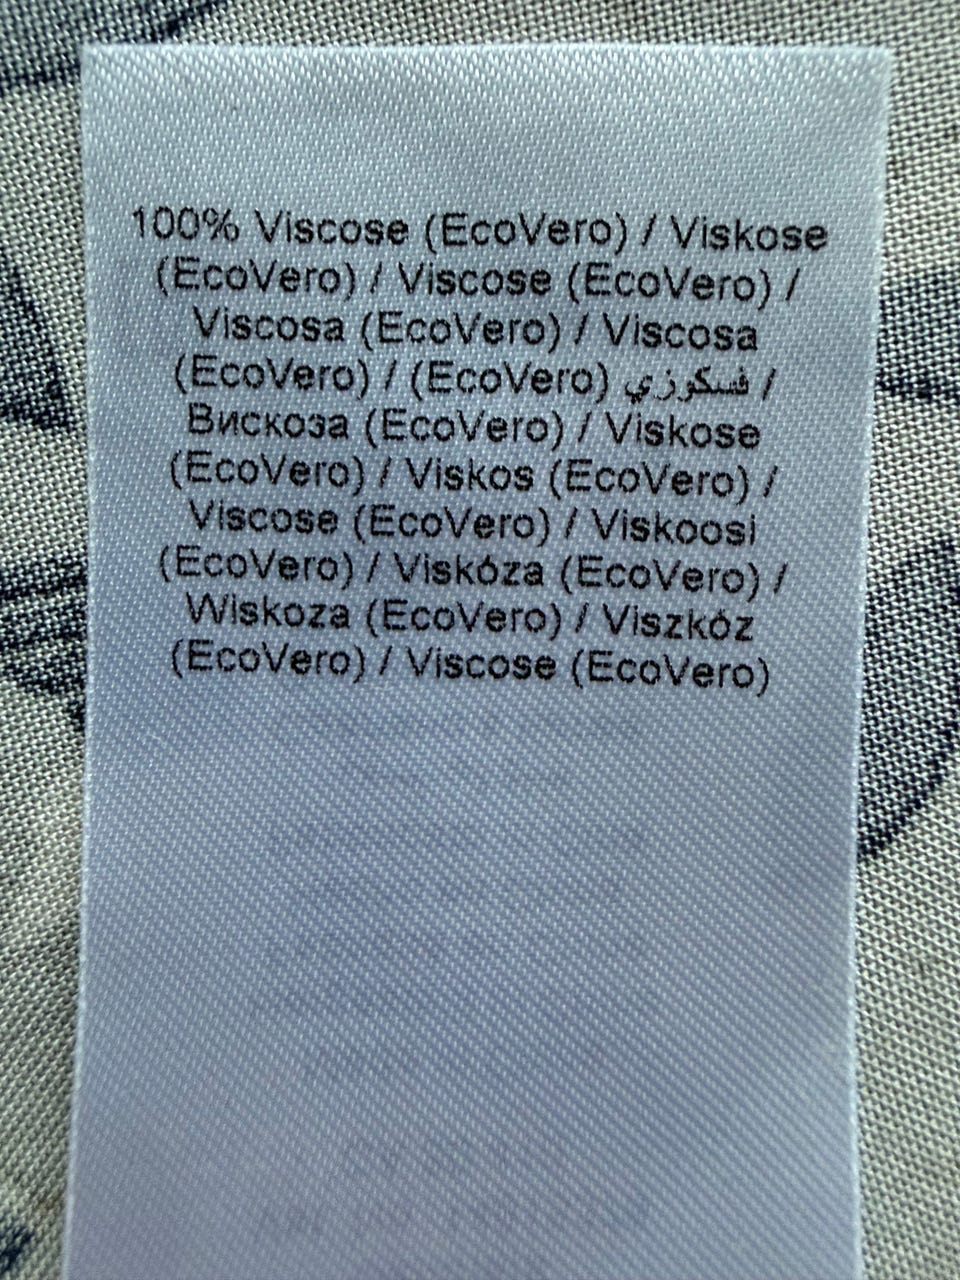 100% Viscose (EcoVero) / Viskose
(EcoVero) / Viscose (EcoVero) /
Viscosa (EcoVero) / Viscosa
(EcoVero) / (EcoVero) فسكوزي /
Вискоза (EcoVero) / Viskose
(EcoVero) / Viskos (EcoVero) /
Viscose (EcoVero) / Viskoosi
(EcoVero) / Viskóza (EcoVero) /
Wiskoza (EcoVero) / Viszkóz
(EcoVero) / Viscose (EcoVero)